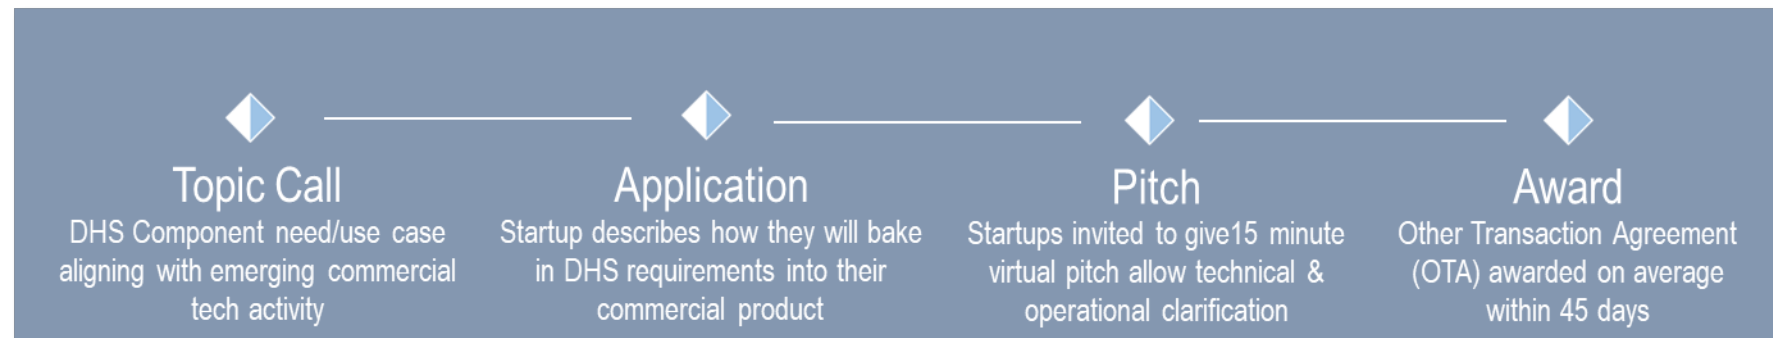 Topic Call
DHS Component need/use case
aligning with emerging commercial
tech activity
Application
Startup describes how they will bake
in DHS requirements into their
commercial product
Pitch
Startups invited to give15 minute
virtual pitch allow technical &
operational clarification
Award
Other Transaction Agreement
(OTA) awarded on average
within 45 days